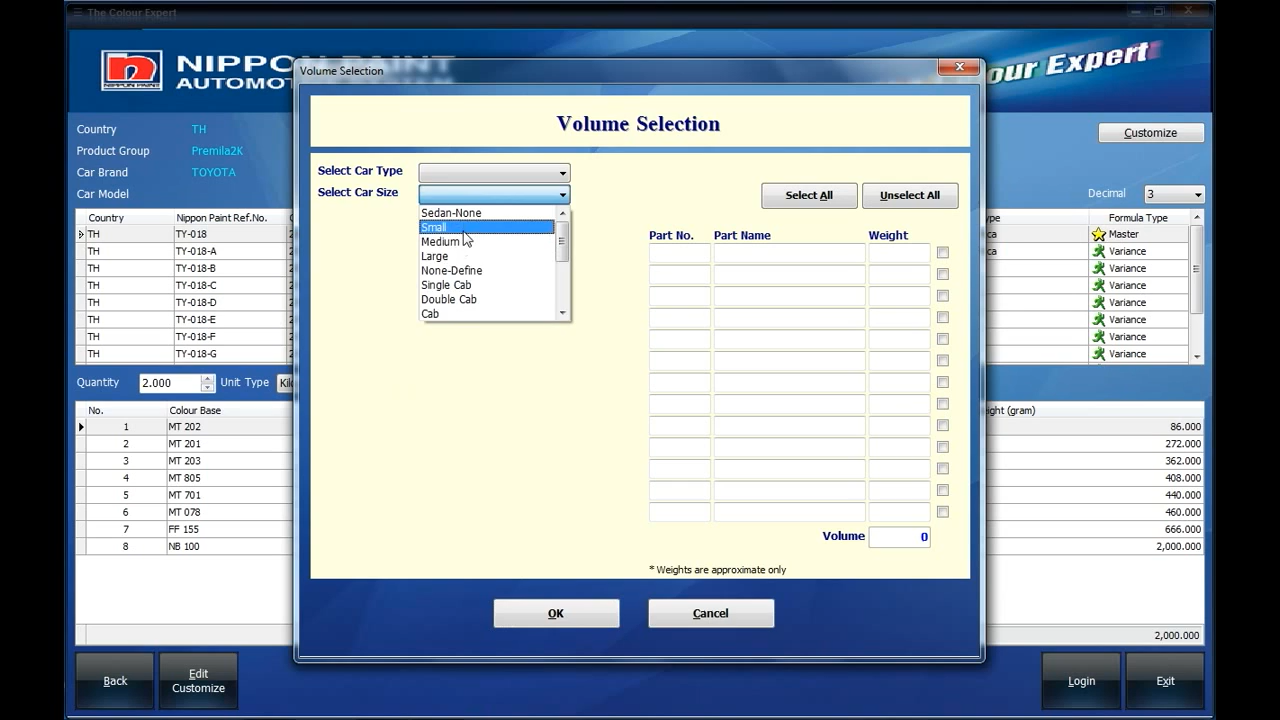 The Colour Expert
NIPPON PAINT
AUTOMOT
our Expert
Volume Selection
Volume Selection
Country TH
Product Group Premila2K
Car Brand TOYOTA
Car Model
Customize
Decimal 3
Select Car Type
Select Car Size
Sedan-None
Small
Medium
Large
None-Define
Single Cab
Double Cab
Cab
Select All Unselect All
Part No. Part Name Weight
Volume 0
* Weights are approximate only
OK Cancel
Country Nippon Paint Ref.No. Formula Type
TH TY-018 Master
TH TY-018-A Variance
TH TY-018-B Variance
TH TY-018-C Variance
TH TY-018-D Variance
TH TY-018-E Variance
TH TY-018-F Variance
TH TY-018-G Variance
Quantity 2.000 Unit Type
No. Colour Base (gram)
1 MT 202 86.000
2 MT 201 272.000
3 MT 203 362.000
4 MT 805 408.000
5 MT 701 440.000
6 MT 078 460.000
7 FF 155 666.000
8 NB 100 2,000.000
2,000.000
Back
Edit
Customize
Login
Exit